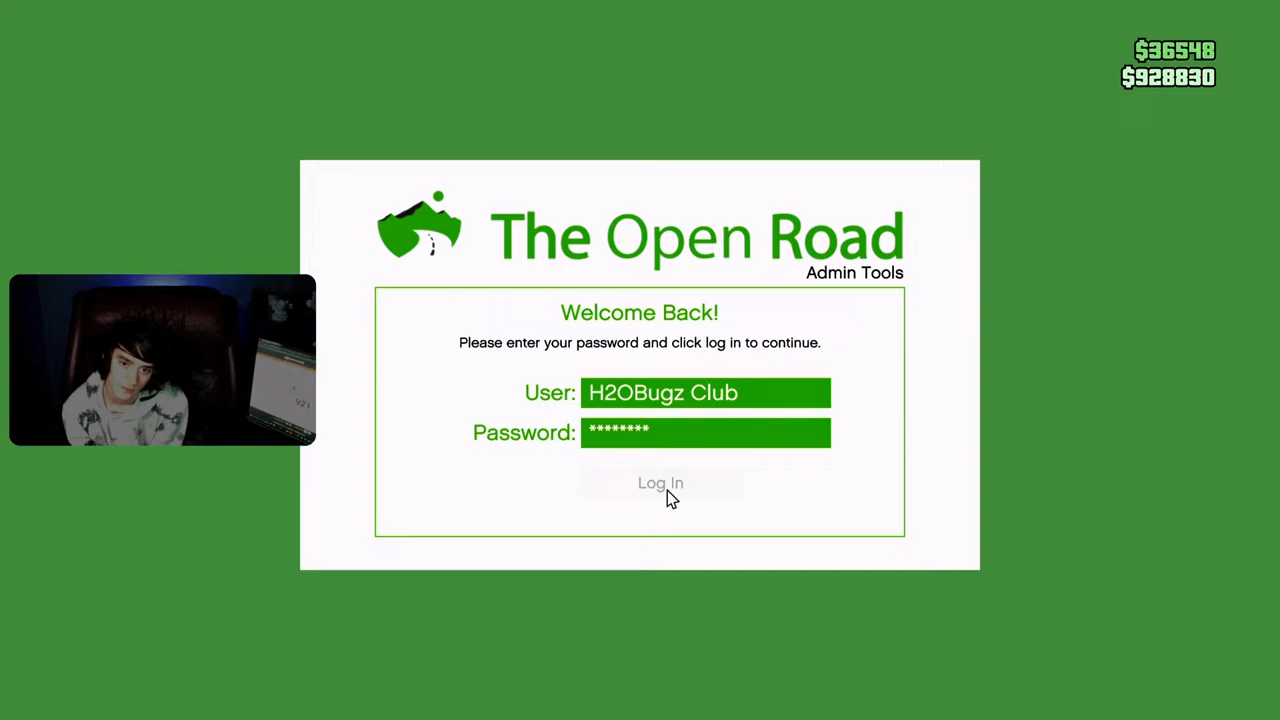 $36548
$928830
The Open Road
Admin Tools
Welcome Back!
Please enter your password and click log in to continue.
User: H2OBugz Club
Password: ********
Log In
921